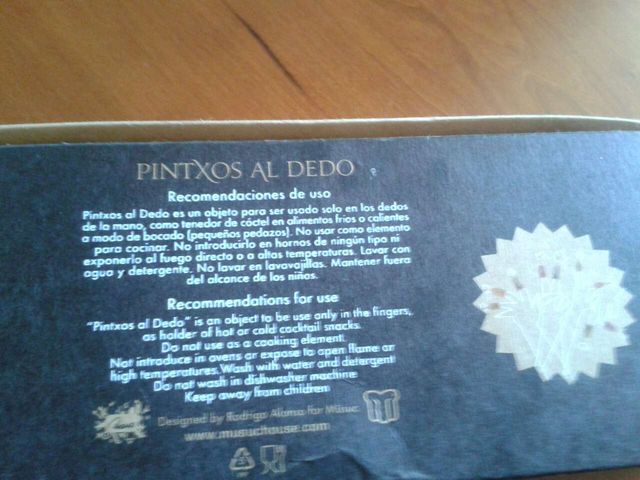 PINTXOS AL DEDO
Recomendaciones de uso
Pintxos al Dedo es un objeto para ser usado solo en los dedos
de la mano, como tenedor de cóctel en alimentos fríos o calientes
a modo de bocado (pequeños pedazos). No usar como elemento
para cocinar. No introducirlo en hornos de ningún tipo ni
exponerlo al fuego directo o a altas temperaturas. Lavar con
agua y detergente. No lavar en lavavajillas. Mantener fuera
del alcance de los niños.
Recommendations for use
"Pintxos al Dedo" is an object to be use only in the fingers,
as holder of hot or cold cocktail snacks.
Do not use as a cooking element.
Not introduce in ovens or expose to open flame or
high temperatures. Wash with water and detergent
Do not wash in dishwasher machine
Keep away from children
Designed by Rodrigo Alama for Musuc
www.musuchouse.com